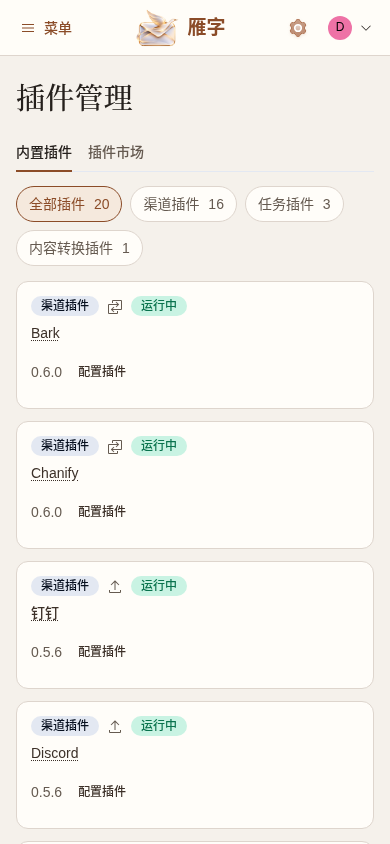 菜单
雁字
D
插件管理
内置插件 插件市场
全部插件 20 渠道插件 16 任务插件 3
内容转换插件 1
渠道插件 运行中
Bark
0.6.0 配置插件
渠道插件 运行中
Chanify
0.6.0 配置插件
渠道插件 运行中
钉钉
0.5.6 配置插件
渠道插件 运行中
Discord
0.5.6 配置插件